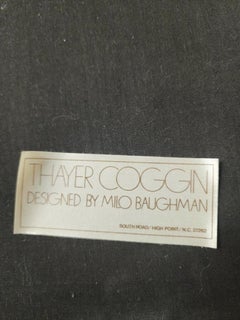 THAYER COGGIN
DESIGNED BY MILO BAUGHMAN
SOUTH ROAD / HIGH POINT / N.C. 27262